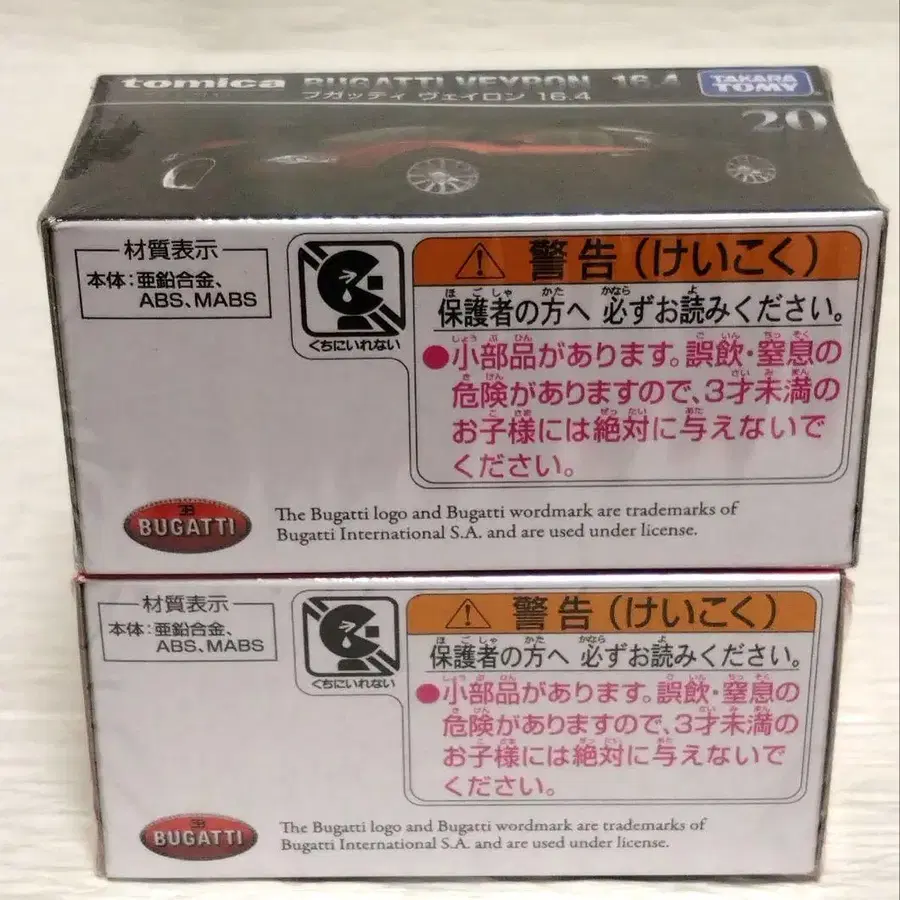 tomica BUGATTI VEYRON 16.4 TAKARA TOMY
ブガッティ ヴェイロン 16.4
20
材質表示
本体：亜鉛合金、
ABS、MABS
くちにいれない
警告（けいこく）
保護者の方へ 必ずお読みください。
●小部品があります。誤飲・窒息の
危険がありますので、3才未満の
お子様には絶対に与えないで
ください。
BUGATTI
The Bugatti logo and Bugatti wordmark are trademarks of
Bugatti International S.A. and are used under license.
材質表示
本体：亜鉛合金、
ABS、MABS
くちにいれない
警告（けいこく）
保護者の方へ 必ずお読みください。
●小部品があります。誤飲・窒息の
危険がありますので、3才未満の
お子様には絶対に与えないで
ください。
BUGATTI
The Bugatti logo and Bugatti wordmark are trademarks of
Bugatti International S.A. and are used under license.